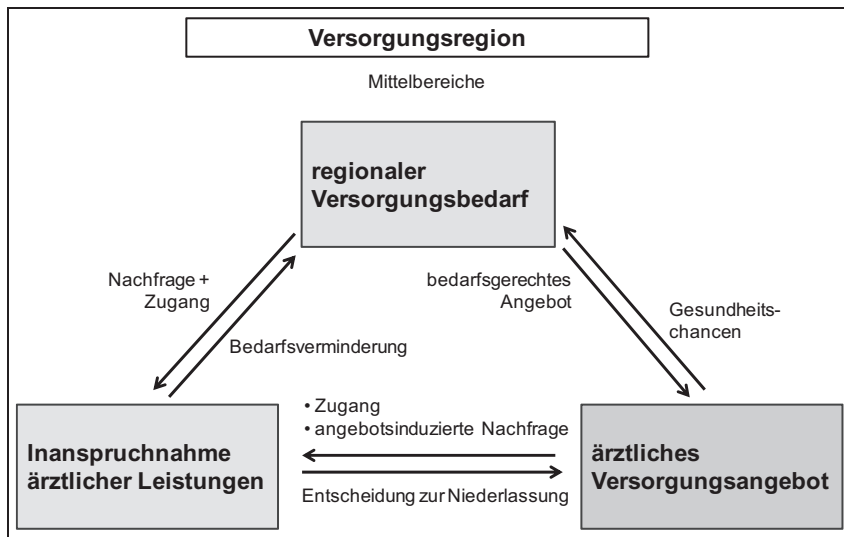 Versorgungsregion
Mittelbereiche
regionaler
Versorgungsbedarf
Nachfrage +
Zugang
Bedarfsverminderung
bedarfsgerechtes
Angebot
Gesundheits-
chancen
Inanspruchnahme
ärztlicher Leistungen
• Zugang
• angebotsinduzierte Nachfrage
Entscheidung zur Niederlassung
ärztliches
Versorgungsangebot